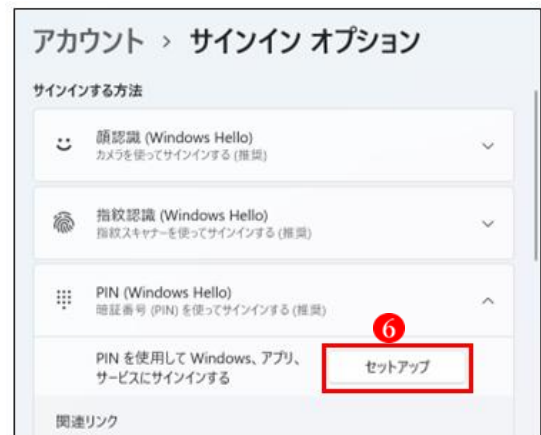 アカウント > サインイン オプション
サインインする方法
顔認識 (Windows Hello)
カメラを使ってサインインする (推奨)
指紋認識 (Windows Hello)
指紋スキャナーを使ってサインインする (推奨)
PIN (Windows Hello)
暗証番号 (PIN) を使ってサインインする (推奨)
6
PIN を使用して Windows、アプリ、
サービスにサインインする
セットアップ
関連リンク